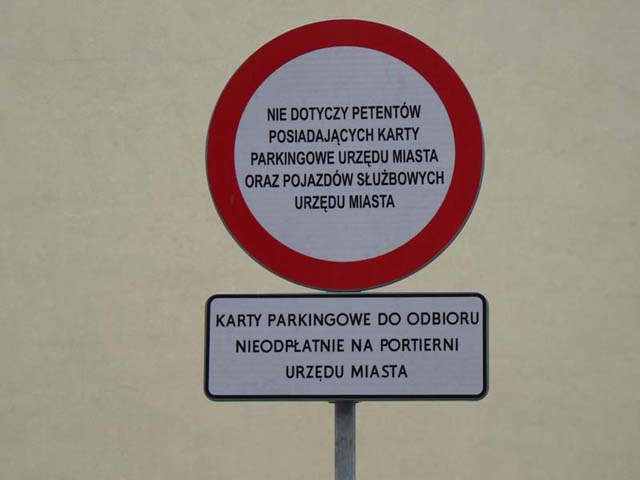 NIE DOTYCZY PETENTÓW
POSIADAJĄCYCH KARTY
PARKINGOWE URZĘDU MIASTA
ORAZ POJAZDÓW SŁUŻBOWYCH
URZĘDU MIASTA
KARTY PARKINGOWE DO ODBIORU
NIEODPŁATNIE NA PORTIERNI
URZĘDU MIASTA